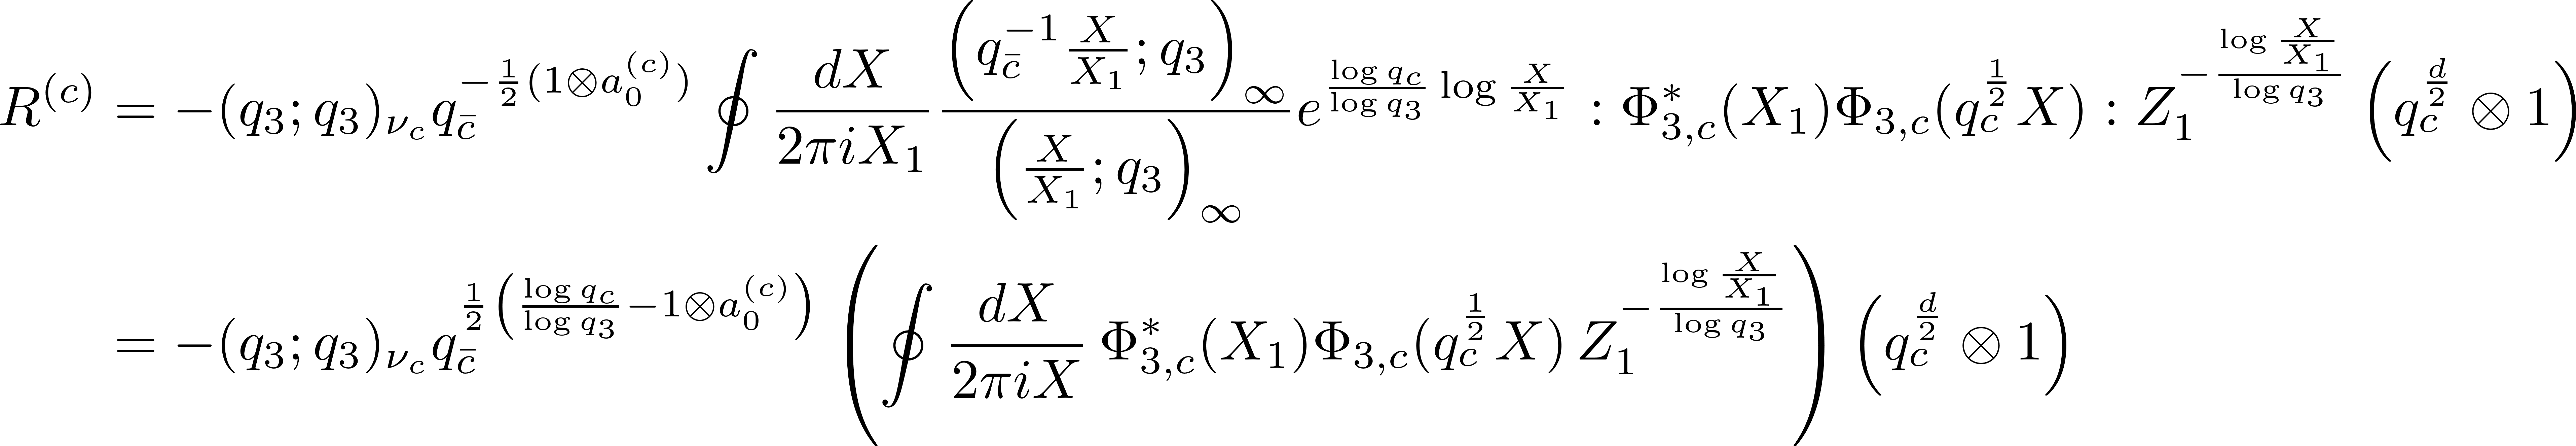 $R^{(c)} = -(q_3;q_3)_{\nu_c} q_{\bar{c}}^{-\frac{1}{2}(1\otimes a_0^{(c)})} \oint \frac{dX}{2\pi i X_1} \frac{\left(q_{\bar{c}}^{-1}\frac{X}{X_1};q_3\right)_\infty}{\left(\frac{X}{X_1};q_3\right)_\infty} e^{\frac{\log q_c}{\log q_3}\log\frac{X}{X_1}} : \Phi_{3,c}^*(X_1)\Phi_{3,c}(q_c^{\frac{1}{2}}X) : Z_1^{-\frac{\log\frac{X}{X_1}}{\log q_3}} \left(q_c^{\frac{d}{2}}\otimes 1\right)$
$= -(q_3;q_3)_{\nu_c} q_{\bar{c}}^{\frac{1}{2}\left(\frac{\log q_c}{\log q_3}-1\otimes a_0^{(c)}\right)} \left(\oint \frac{dX}{2\pi i X} \Phi_{3,c}^*(X_1)\Phi_{3,c}(q_c^{\frac{1}{2}}X) Z_1^{-\frac{\log\frac{X}{X_1}}{\log q_3}}\right) \left(q_c^{\frac{d}{2}}\otimes 1\right)$